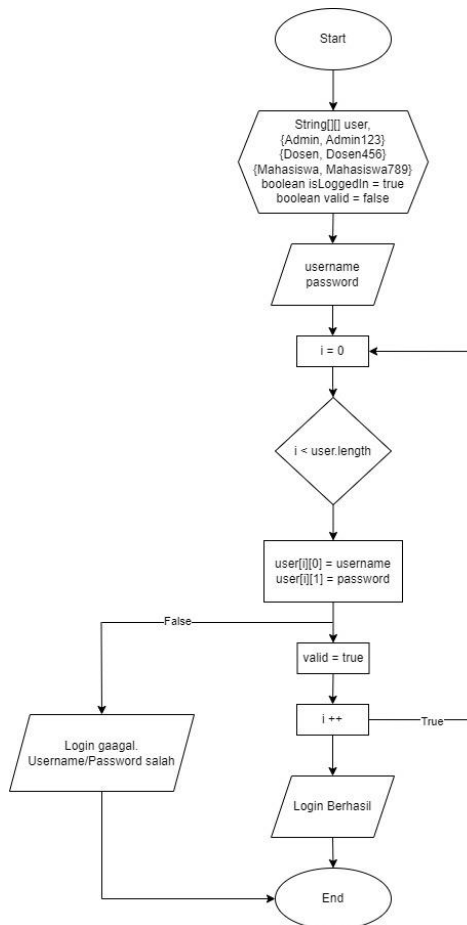 Start
String[][] user,
{Admin, Admin123}
{Dosen, Dosen456}
{Mahasiswa, Mahasiswa789}
boolean isLoggedIn = true
boolean valid = false
username
password
i = 0
i < user.length
user[i][0] = username
user[i][1] = password
False
valid = true
i ++
True
Login gaagal.
Username/Password salah
Login Berhasil
End